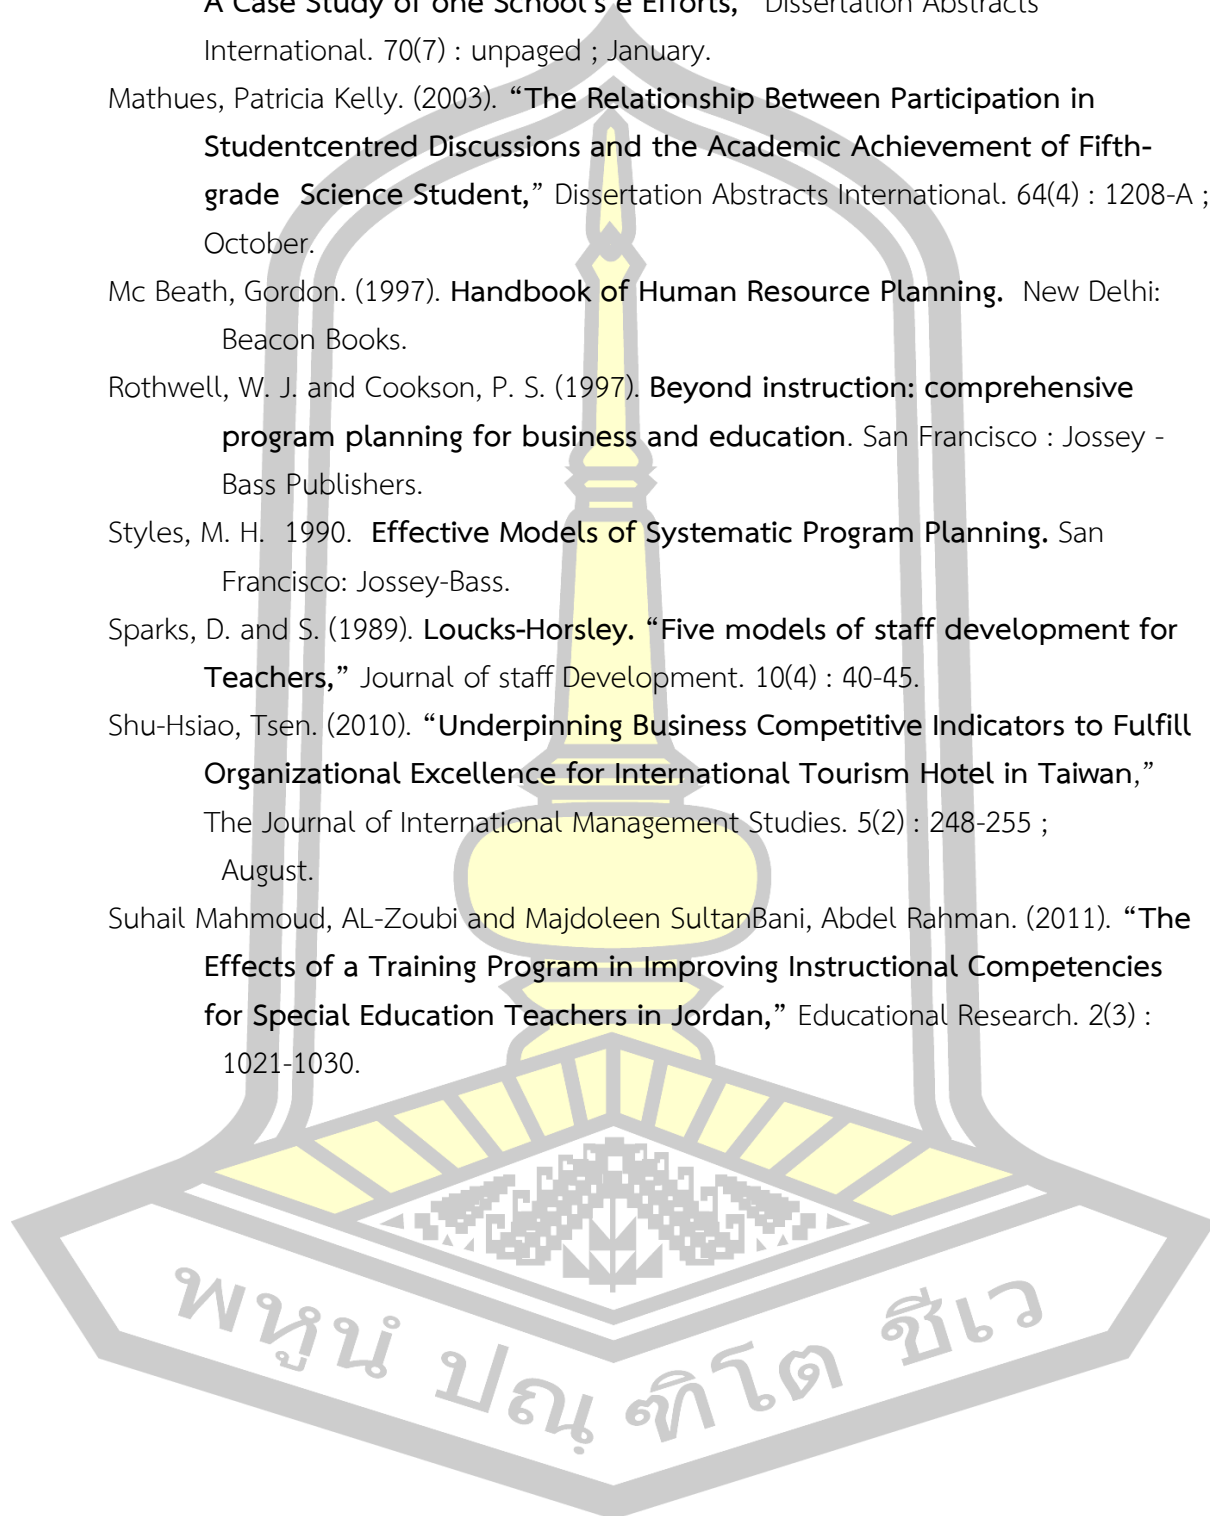 A Case Study of one School's e Efforts," Dissertation Abstracts
International. 70(7) : unpaged ; January.
Mathues, Patricia Kelly. (2003). “The Relationship Between Participation in
Studentcentred Discussions and the Academic Achievement of Fifth-
grade Science Student,” Dissertation Abstracts International. 64(4) : 1208-A ;
October.
Mc Beath, Gordon. (1997). Handbook of Human Resource Planning. New Delhi:
Beacon Books.
Rothwell, W. J. and Cookson, P. S. (1997). Beyond instruction: comprehensive
program planning for business and education. San Francisco : Jossey -
Bass Publishers.
Styles, M. H. 1990. Effective Models of Systematic Program Planning. San
Francisco: Jossey-Bass.
Sparks, D. and S. (1989). Loucks-Horsley. “Five models of staff development for
Teachers,” Journal of staff Development. 10(4) : 40-45.
Shu-Hsiao, Tsen. (2010). “Underpinning Business Competitive Indicators to Fulfill
Organizational Excellence for International Tourism Hotel in Taiwan,”
The Journal of International Management Studies. 5(2) : 248-255 ;
August.
Suhail Mahmoud, AL-Zoubi and Majdoleen SultanBani, Abdel Rahman. (2011). “The
Effects of a Training Program in Improving Instructional Competencies
for Special Education Teachers in Jordan,” Educational Research. 2(3) :
1021-1030.
พหูนํ ปณฺฑิโต ชีเว